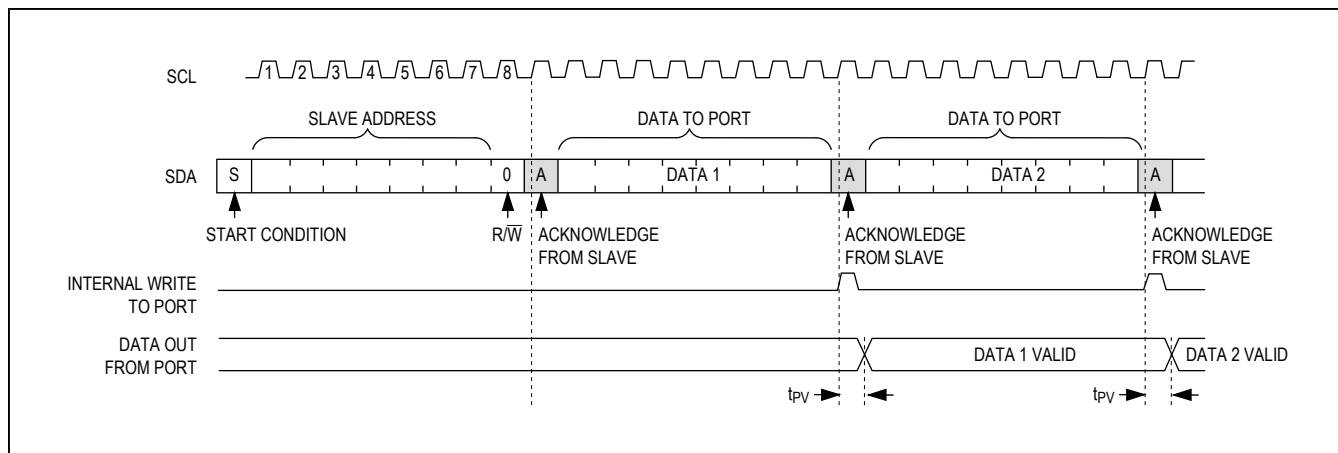 SCL 1 2 3 4 5 6 7 8
SLAVE ADDRESS DATA TO PORT DATA TO PORT
SDA S 0 A DATA 1 A DATA 2 A
START CONDITION R/W̅ ACKNOWLEDGE FROM SLAVE ACKNOWLEDGE FROM SLAVE ACKNOWLEDGE FROM SLAVE
INTERNAL WRITE
TO PORT
DATA OUT
FROM PORT
DATA 1 VALID DATA 2 VALID
tPV tPV